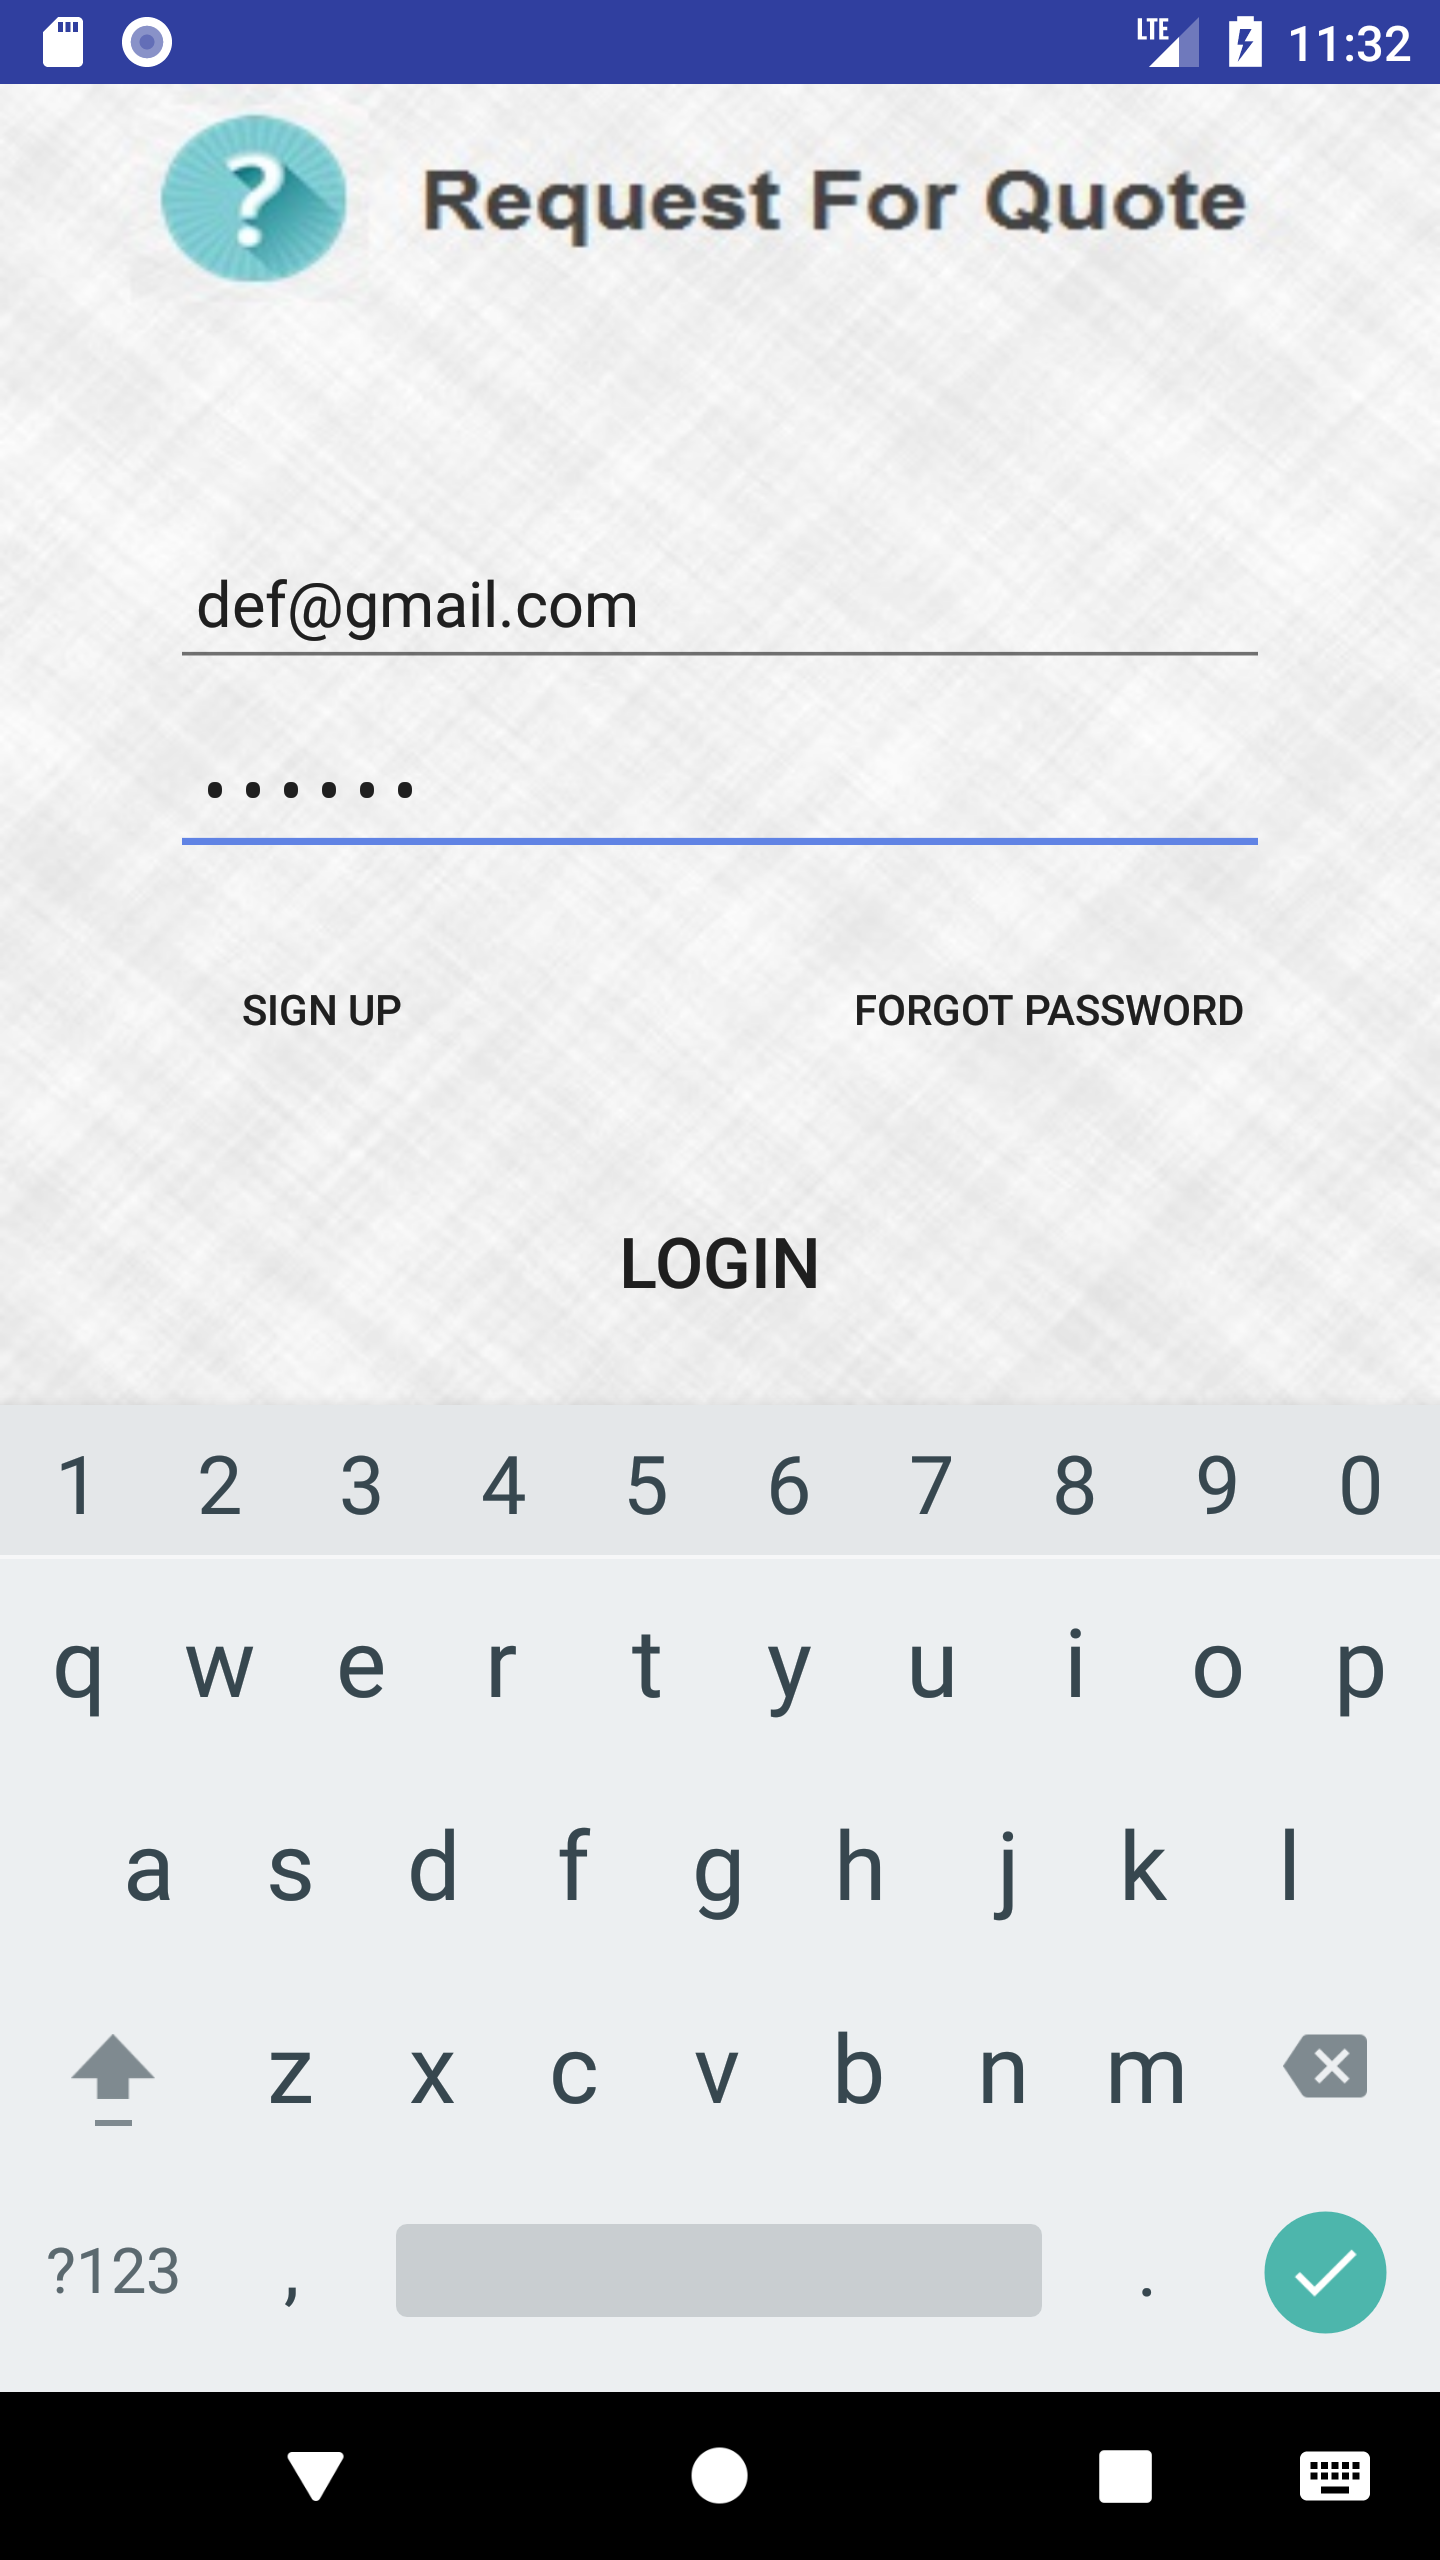 LTE 11:32
? Request For Quote
def@gmail.com
••••••
SIGN UP FORGOT PASSWORD
LOGIN
1 2 3 4 5 6 7 8 9 0
q w e r t y u i o p
a s d f g h j k l
z x c v b n m
?123 , .